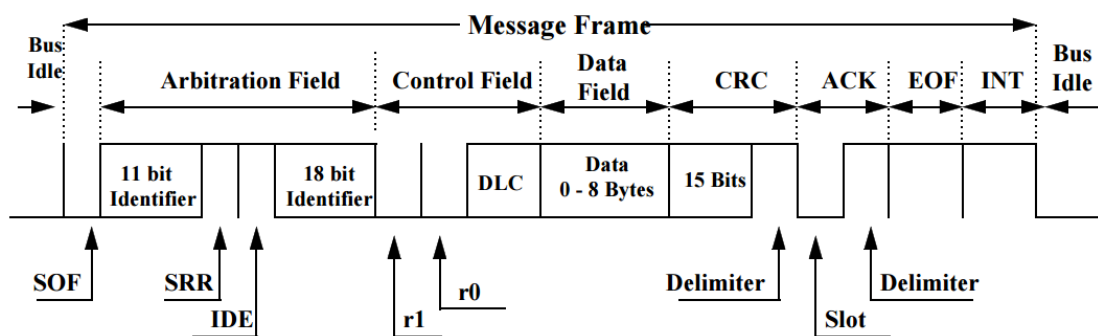 Message Frame
Bus
Idle
Arbitration Field
Control Field
Data
Field
CRC
ACK
EOF
INT
Bus
Idle
11 bit
Identifier
18 bit
Identifier
DLC
Data
0 - 8 Bytes
15 Bits
SOF
SRR
IDE
r1
r0
Delimiter
Slot
Delimiter